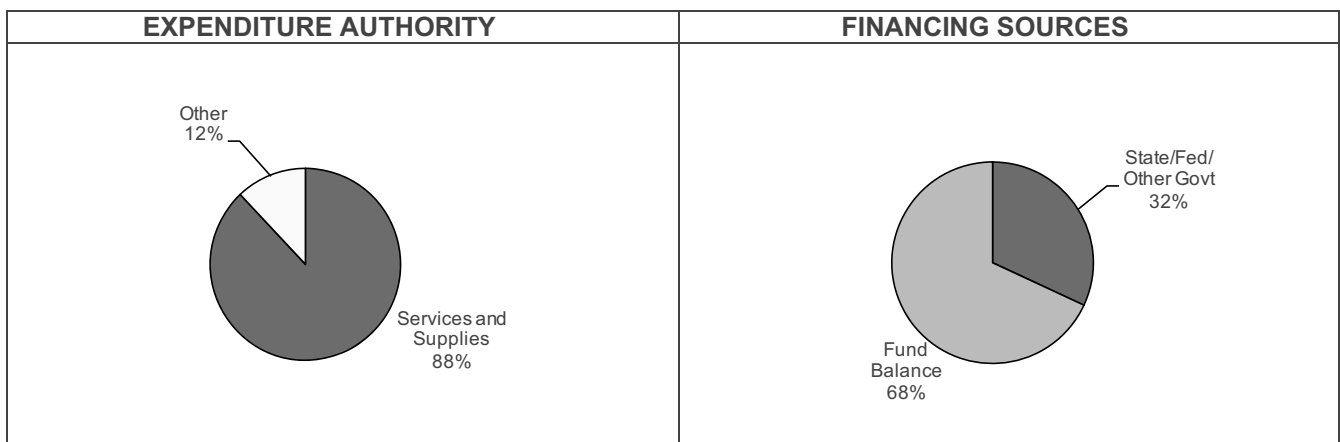 EXPENDITURE AUTHORITY
Other
12%
Services and
Supplies
88%
FINANCING SOURCES
State/Fed/
Other Govt
32%
Fund
Balance
68%